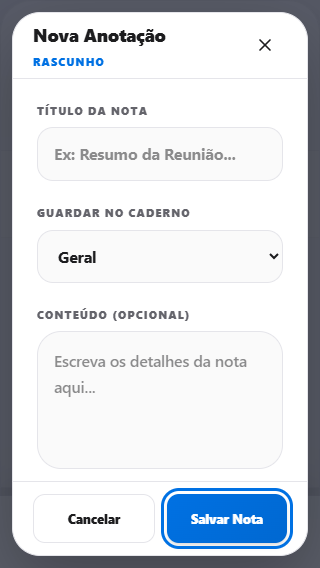 Nova Anotação
RASCUNHO
TÍTULO DA NOTA
Ex: Resumo da Reunião...
GUARDAR NO CADERNO
Geral
CONTEÚDO (OPCIONAL)
Escreva os detalhes da nota
aqui...
Cancelar
Salvar Nota